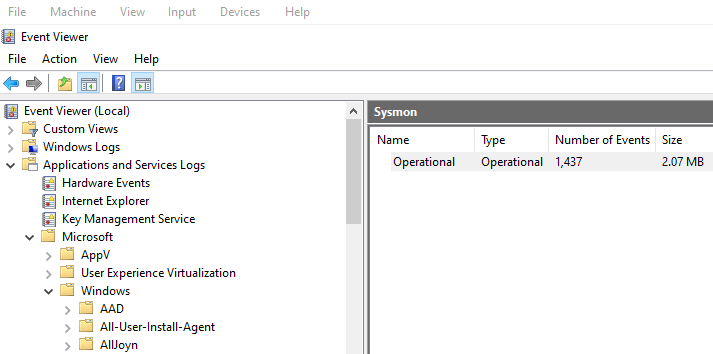 File Machine View Input Devices Help
Event Viewer
File Action View Help
Event Viewer (Local)
Custom Views
Windows Logs
Applications and Services Logs
Hardware Events
Internet Explorer
Key Management Service
Microsoft
AppV
User Experience Virtualization
Windows
AAD
All-User-Install-Agent
AllJoyn
Sysmon
Name Type Number of Events Size
Operational Operational 1,437 2.07 MB